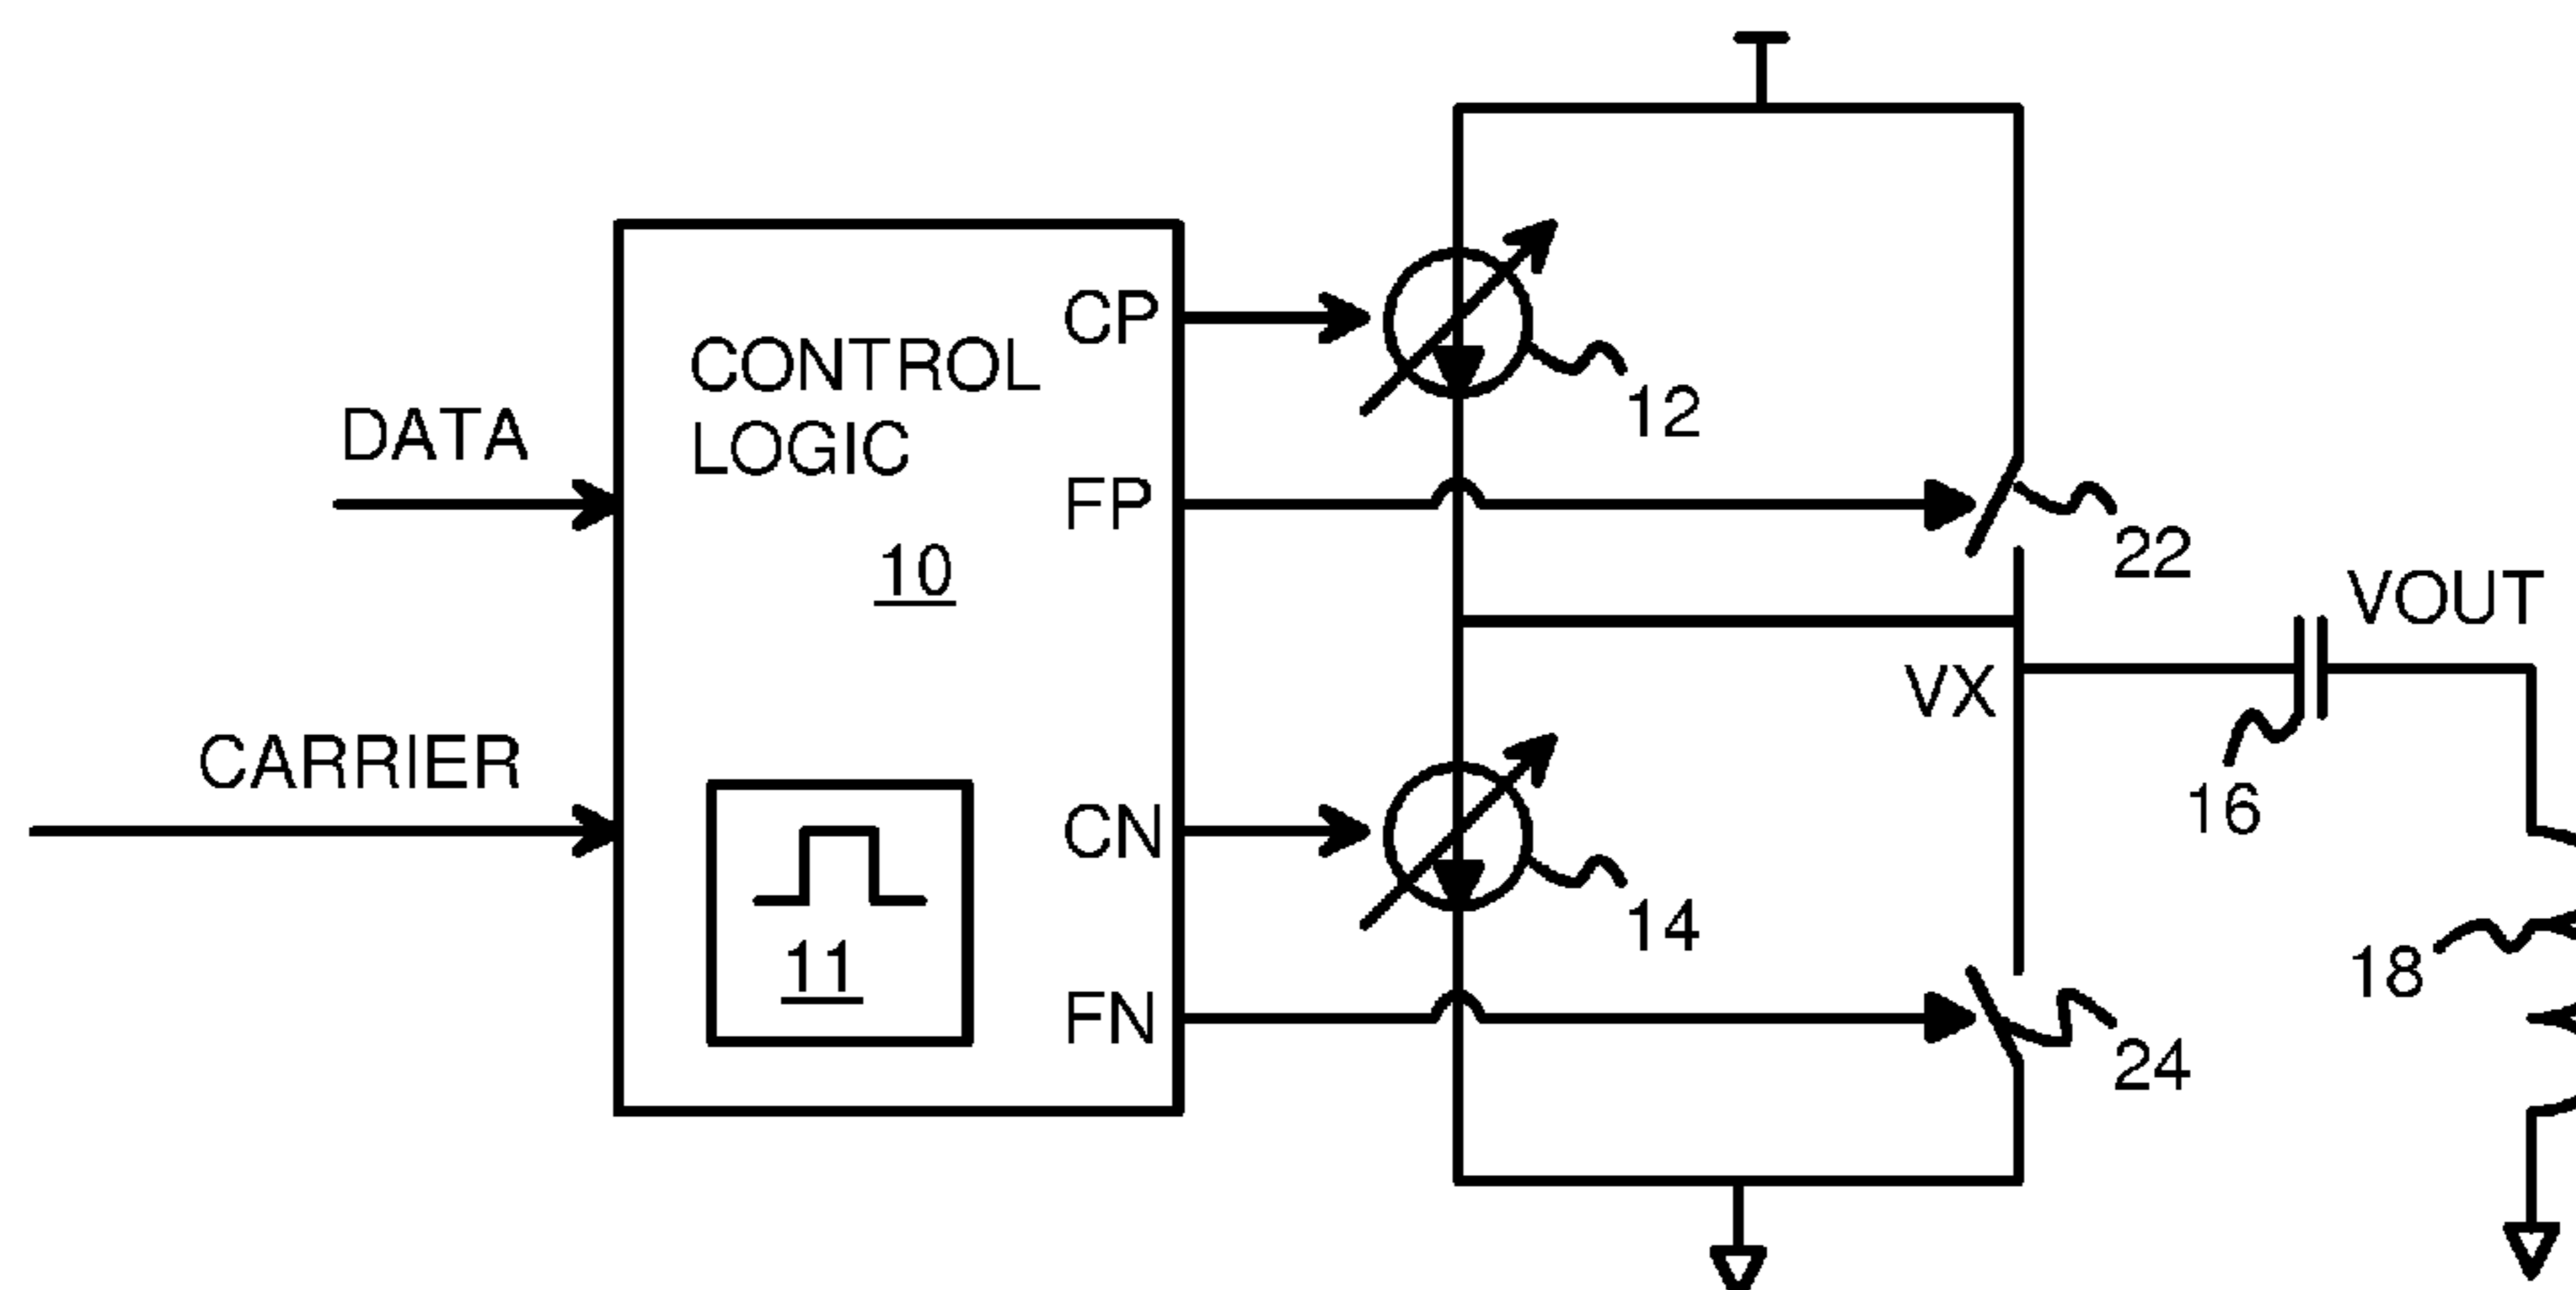 CP
CONTROL
LOGIC
12
DATA
FP
22
10
VOUT
VX
CARRIER
16
CN
14
11
18
FN
24